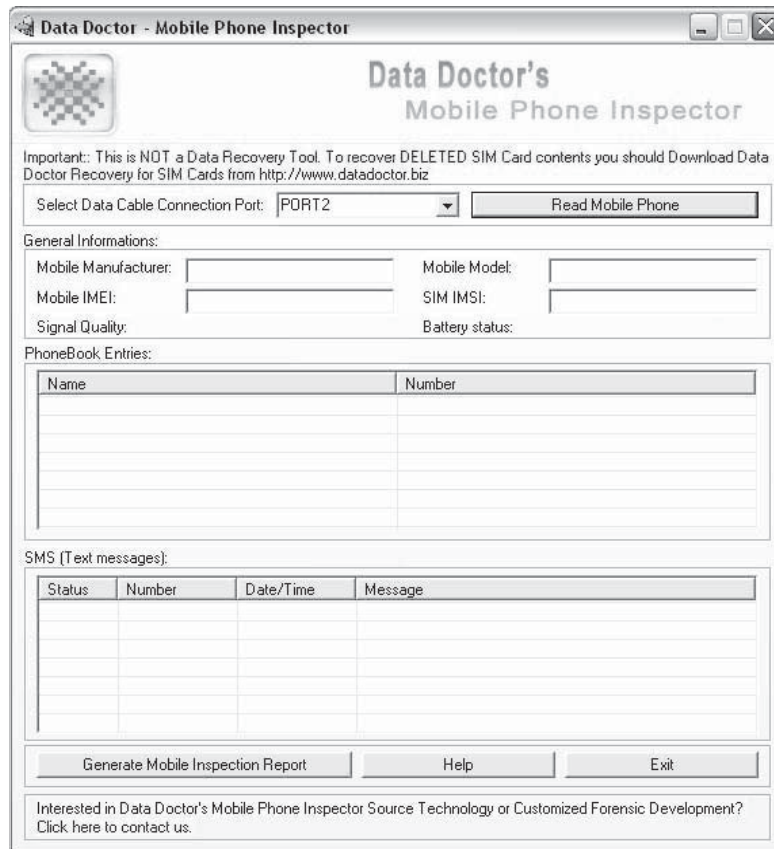 Data Doctor - Mobile Phone Inspector
Data Doctor's
Mobile Phone Inspector
Important:: This is NOT a Data Recovery Tool. To recover DELETED SIM Card contents you should Download Data
Doctor Recovery for SIM Cards from http://www.datadoctor.biz
Select Data Cable Connection Port: PORT2 Read Mobile Phone
General Informations:
Mobile Manufacturer: Mobile Model:
Mobile IMEI: SIM IMSI:
Signal Quality: Battery status:
PhoneBook Entries:
Name Number
SMS (Text messages):
Status Number Date/Time Message
Generate Mobile Inspection Report Help Exit
Interested in Data Doctor's Mobile Phone Inspector Source Technology or Customized Forensic Development?
Click here to contact us.